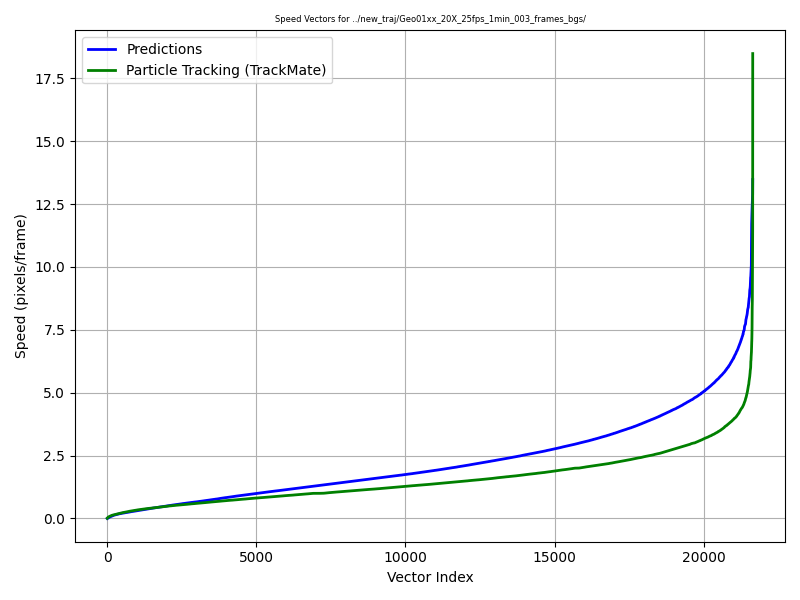 Speed Vectors for ../new_traj/Geo01xx_20X_25fps_1min_003_frames_bgs/
Predictions
Particle Tracking (TrackMate)
17.5
15.0
12.5
10.0
7.5
5.0
2.5
0.0
Speed (pixels/frame)
0 5000 10000 15000 20000
Vector Index